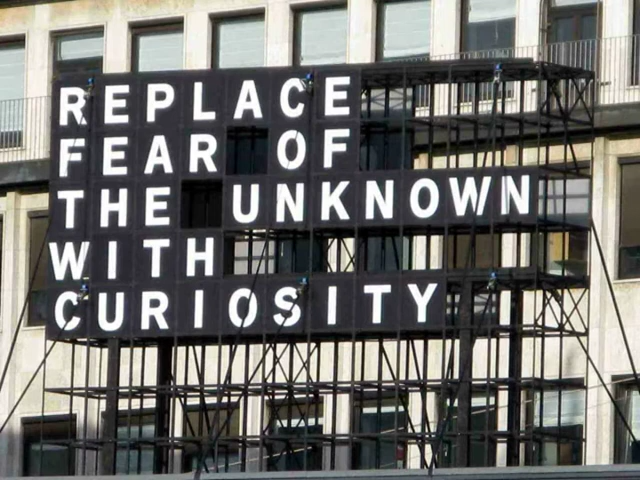 REPLACE
FEAR OF
THE UNKNOWN
WITH
CURIOSITY